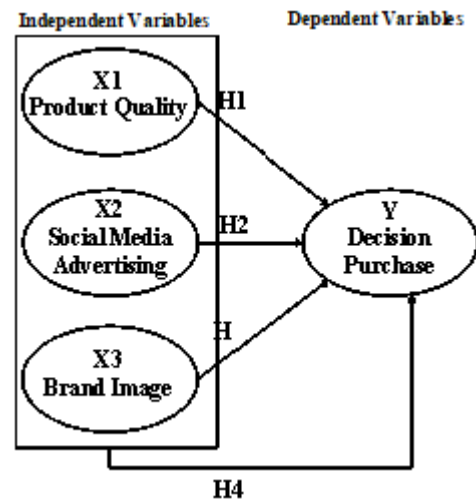 Independent Variables
Dependent Variables
X1
Product Quality
H1
X2
Social Media
Advertising
H2
Y
Decision
Purchase
H
X3
Brand Image
H4